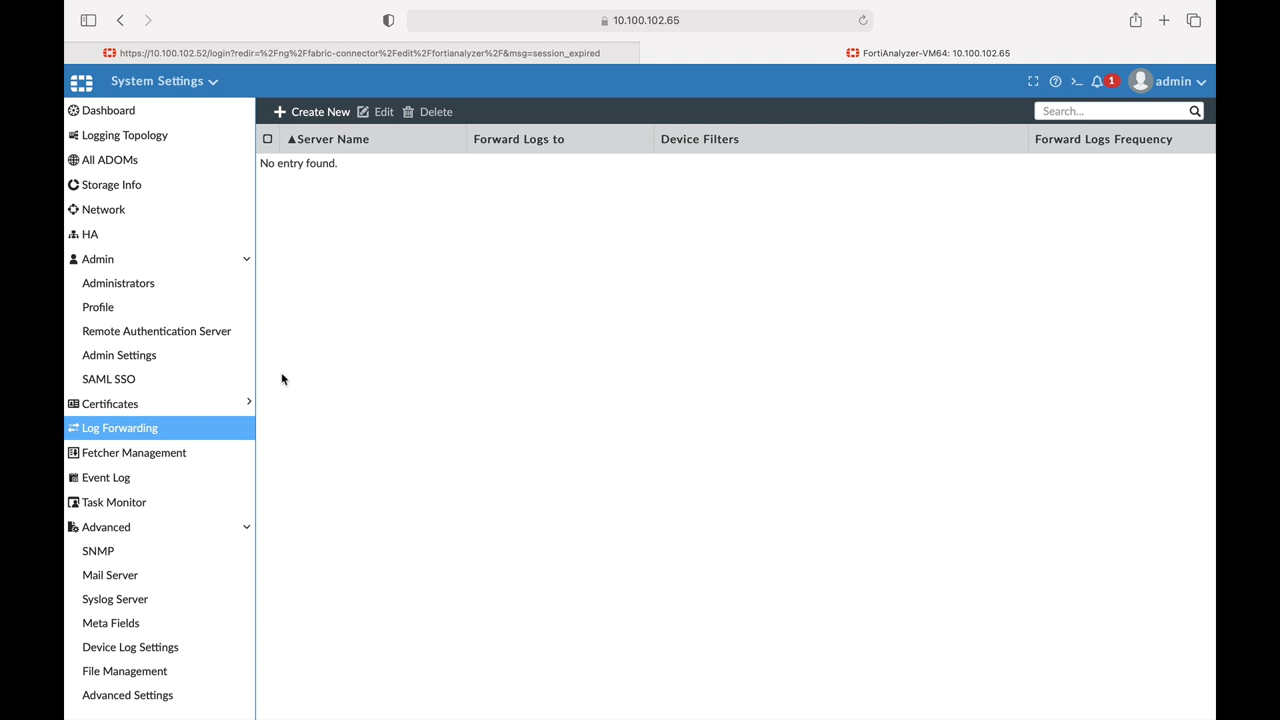 10.100.102.65
https://10.100.102.52/login?redir=%2Fng%2Ffabric-connector%2Fedit%2Ffortianalyzer%2F&msg=session_expired
FortiAnalyzer-VM64: 10.100.102.65
System Settings
1
admin
Dashboard
Logging Topology
All ADOMs
Storage Info
Network
HA
Admin
Administrators
Profile
Remote Authentication Server
Admin Settings
SAML SSO
Certificates
Log Forwarding
Fetcher Management
Event Log
Task Monitor
Advanced
SNMP
Mail Server
Syslog Server
Meta Fields
Device Log Settings
File Management
Advanced Settings
Create New Edit Delete
Search...
Server Name Forward Logs to Device Filters Forward Logs Frequency
No entry found.